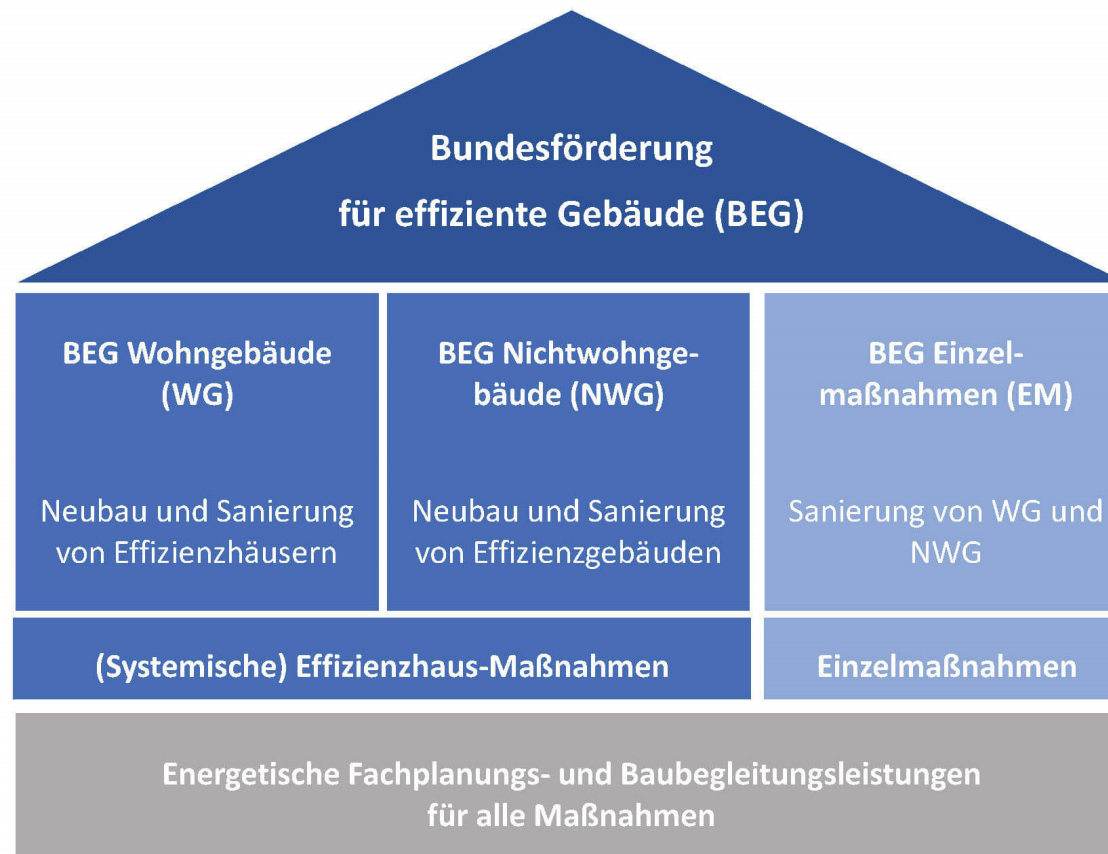 Bundesförderung
für effiziente Gebäude (BEG)
BEG Wohngebäude
(WG)
Neubau und Sanierung
von Effizienzhäusern
BEG Nichtwohnge-
bäude (NWG)
Neubau und Sanierung
von Effizienzgebäuden
BEG Einzel-
maßnahmen (EM)
Sanierung von WG und
NWG
(Systemische) Effizienzhaus-Maßnahmen
Einzelmaßnahmen
Energetische Fachplanungs- und Baubegleitungsleistungen
für alle Maßnahmen